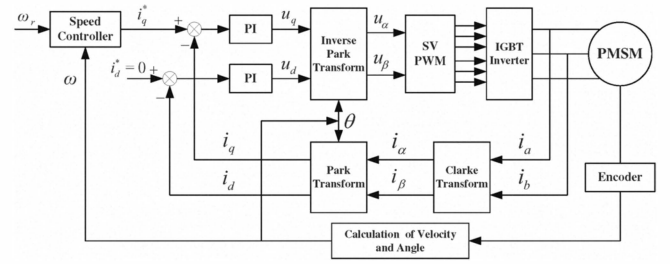 ω_r
Speed
Controller
i_q^*
+
−
PI
u_q
Inverse
Park
Transform
u_α
SV
PWM
IGBT
Inverter
PMSM
ω
i_d^* = 0
+
−
PI
u_d
u_β
θ
i_q
i_d
Park
Transform
i_α
i_β
Clarke
Transform
i_a
i_b
Encoder
Calculation of Velocity
and Angle